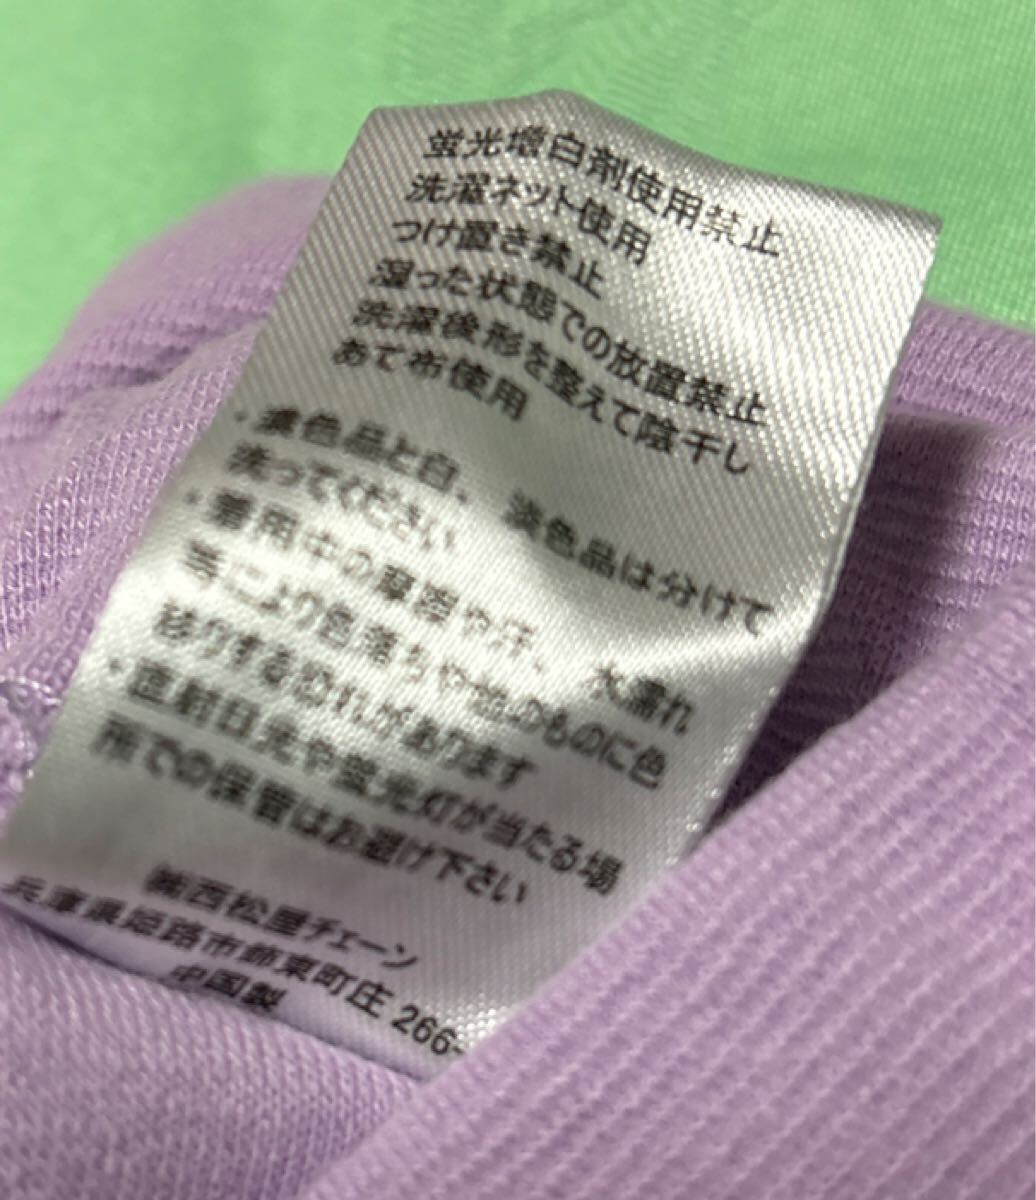 蛍光増白剤使用禁止
洗濯ネット使用
つけ置き禁止
湿った状態での放置禁止
洗濯後形を整えて陰干し
あて布使用
・濃色品と白、淡色品は分けて
洗ってください
・着用中の摩擦や汗、水濡れ
等により色落ちや他のものに色
移りする恐れがあります
・直射日光や蛍光灯が当たる場
所での保管はお避け下さい
㈱西松屋チェーン
兵庫県姫路市飾東町庄266-
中国製